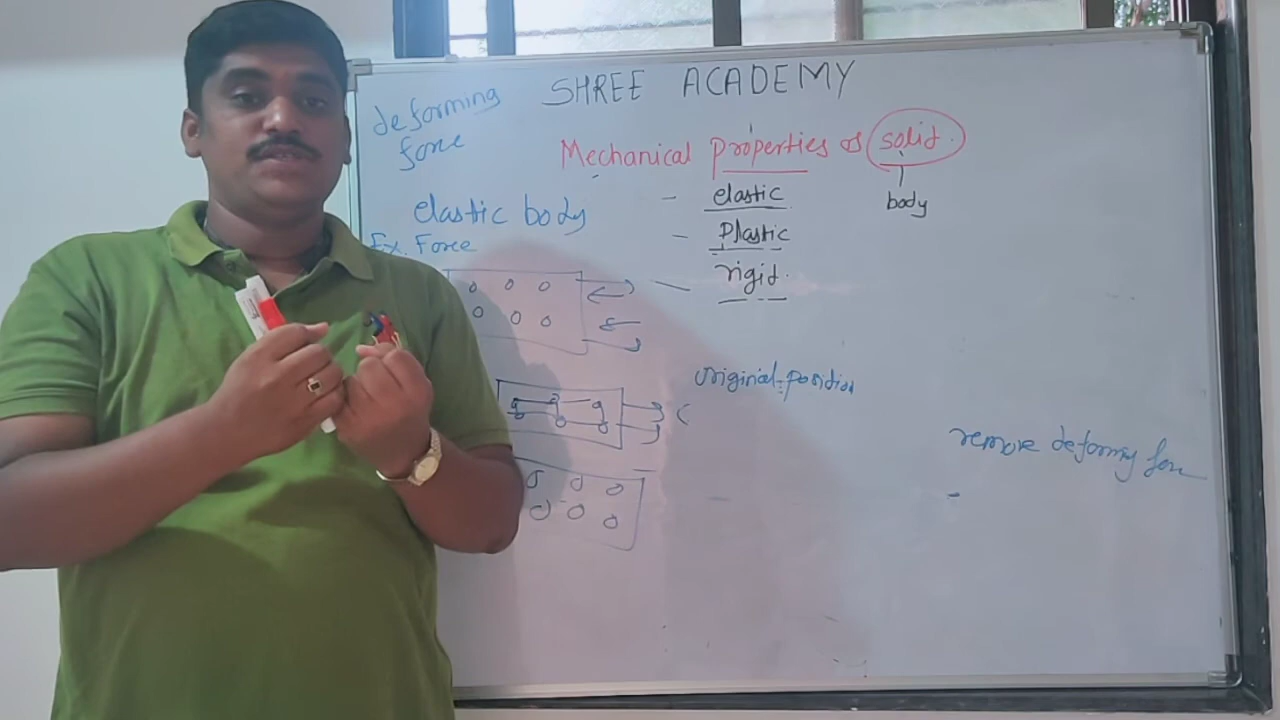 SHREE ACADEMY
deforming
force
Mechanical properties of solid.
body
elastic body
Ex. Force
- elastic
- Plastic
- rigid.
original position
remove deforming force